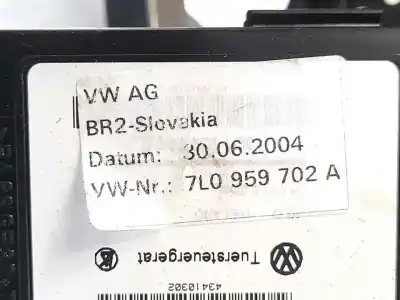 VW AG
BR2-Slovakia
Datum: 30.06.2004
VW-Nr.: 7L0 959 702 A
Tuersteuergerat
43410302